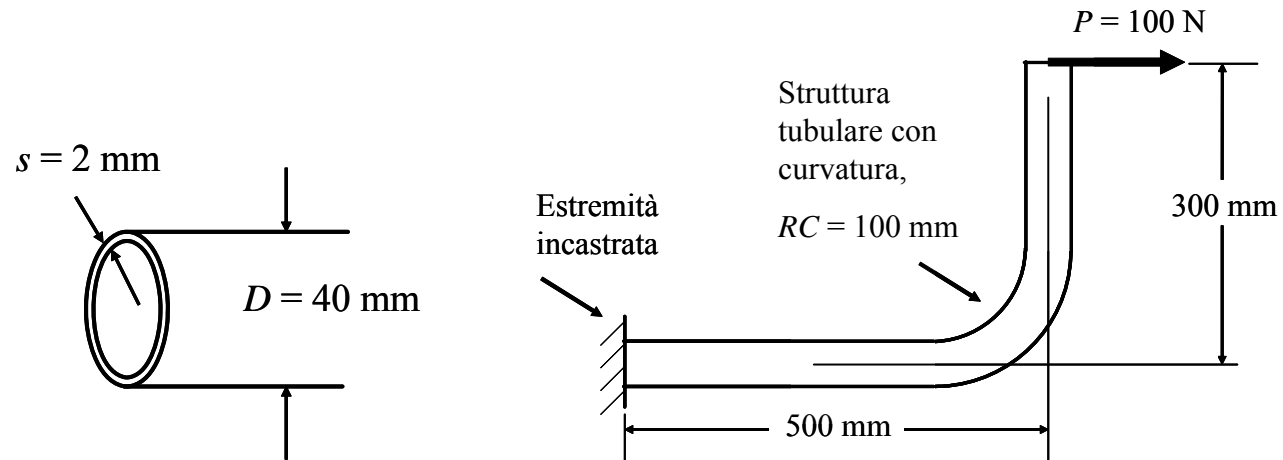 P = 100 N
Struttura
tubulare con
curvatura,
RC = 100 mm
s = 2 mm
Estremità
incastrata
300 mm
D = 40 mm
500 mm